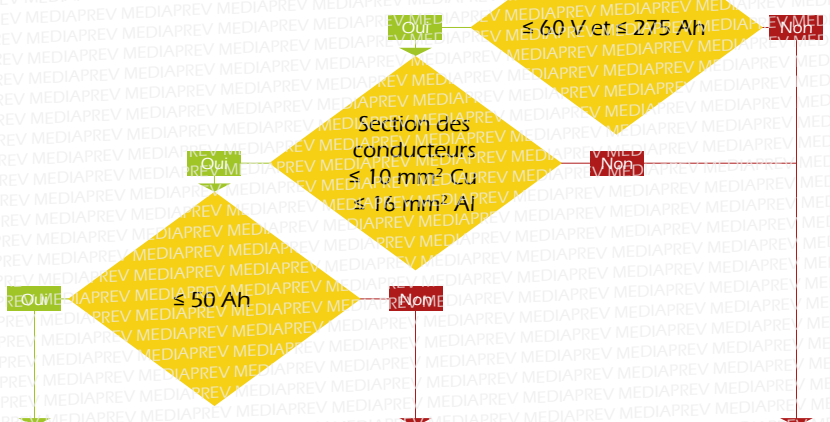 ≤ 60 V et ≤ 275 Ah
Oui
Non
Section des
conducteurs
≤ 10 mm² Cu
≤ 16 mm² Al
Oui
Non
≤ 50 Ah
Oui
Non